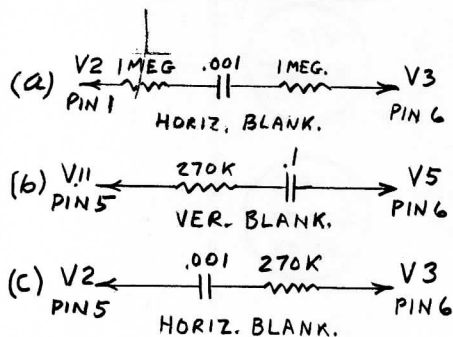 (a) V2 1MEG .001 1MEG. V3
PIN 1 PIN 6
HORIZ. BLANK.
(b) V11 270K .1 V5
PIN 5 PIN 6
VER. BLANK.
(c) V2 .001 270K V3
PIN 5 PIN 6
HORIZ. BLANK.